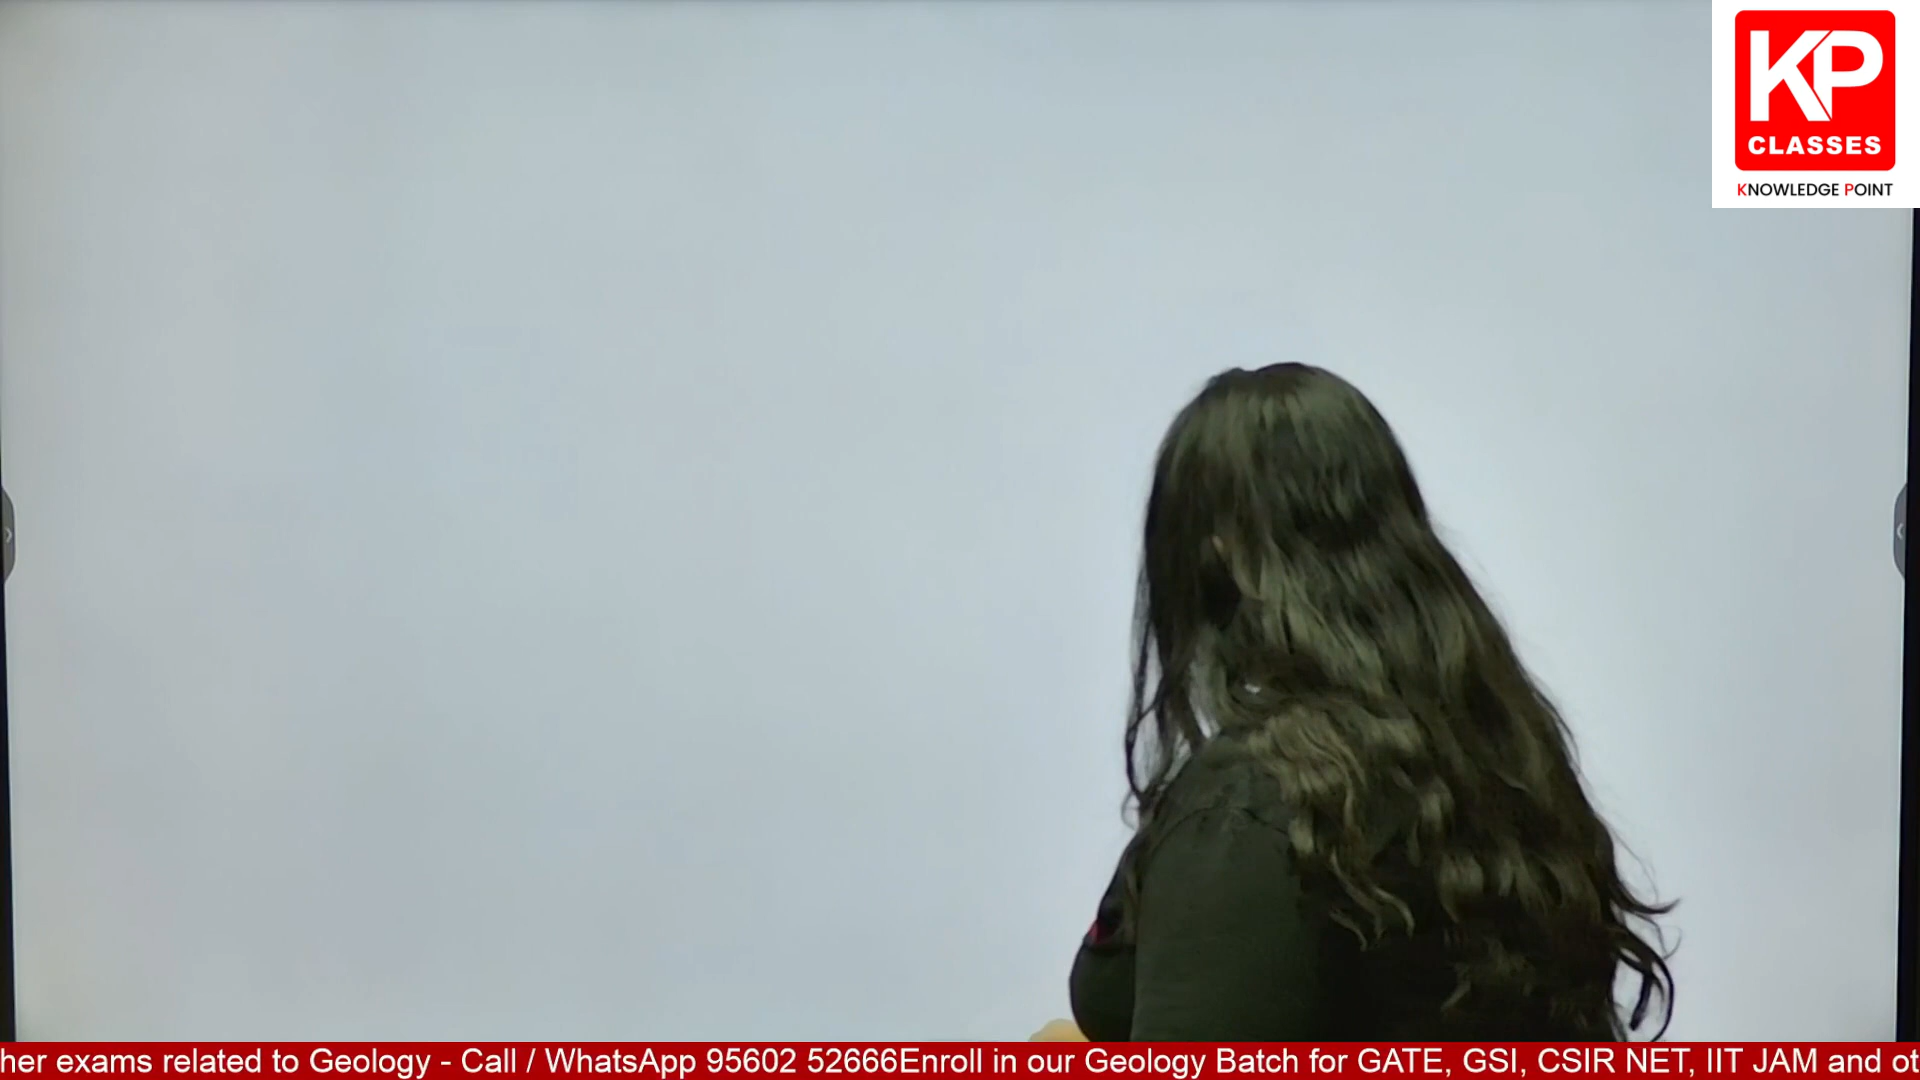 KP
CLASSES
KNOWLEDGE POINT
her exams related to Geology - Call / WhatsApp 95602 52666Enroll in our Geology Batch for GATE, GSI, CSIR NET, IIT JAM and ot